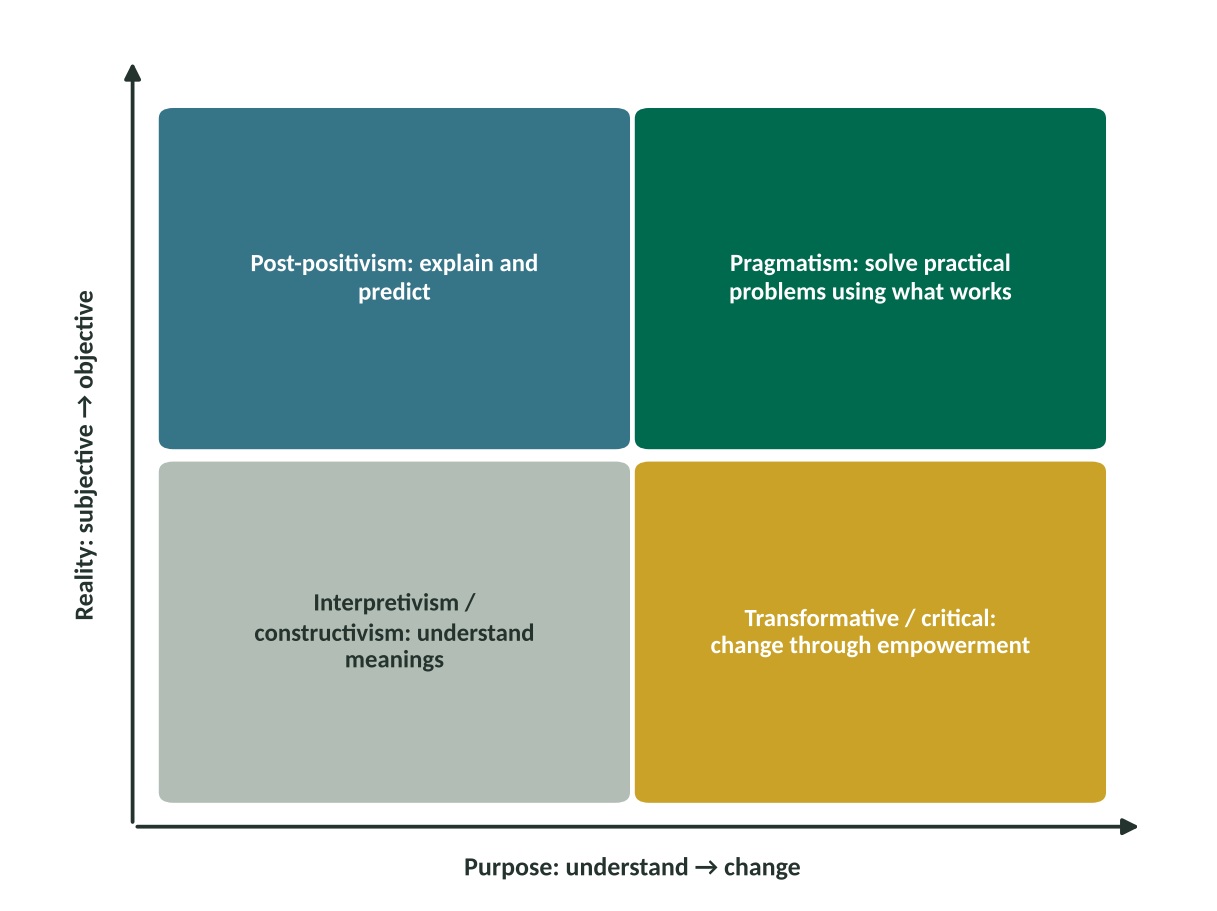 Post-positivism: explain and
predict
Pragmatism: solve practical
problems using what works
Reality: subjective → objective
Interpretivism /
constructivism: understand
meanings
Transformative / critical:
change through empowerment
Purpose: understand → change